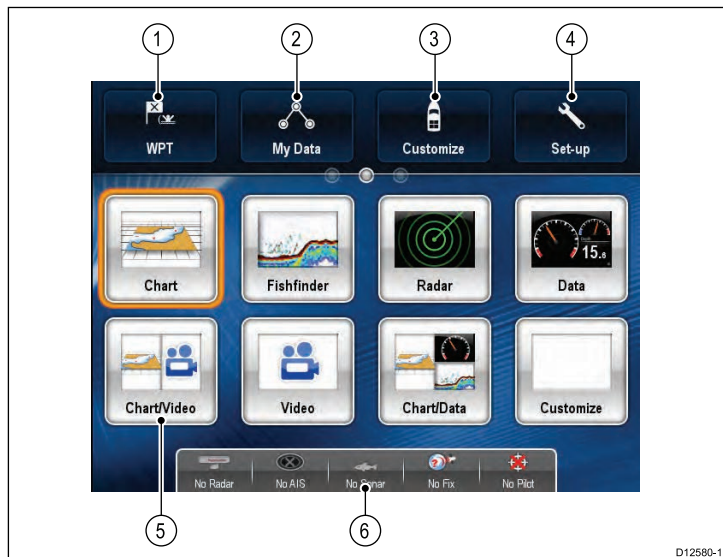 1 2 3 4
WPT My Data Customize Set-up
Chart Fishfinder Radar Data
15.6
Chart/Video Video Chart/Data Customize
No Radar No AIS No Sonar No Fix No Pilot
5 6
D12580-1